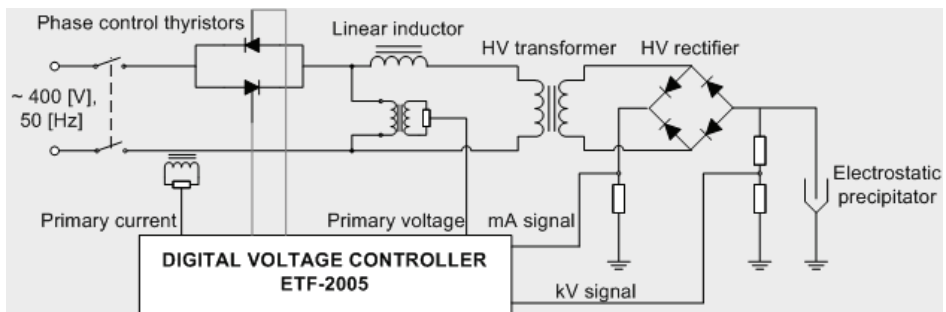 Phase control thyristors
Linear inductor
HV transformer
HV rectifier
~ 400 [V],
50 [Hz]
Electrostatic
precipitator
Primary current
Primary voltage
mA signal
DIGITAL VOLTAGE CONTROLLER
ETF-2005
kV signal